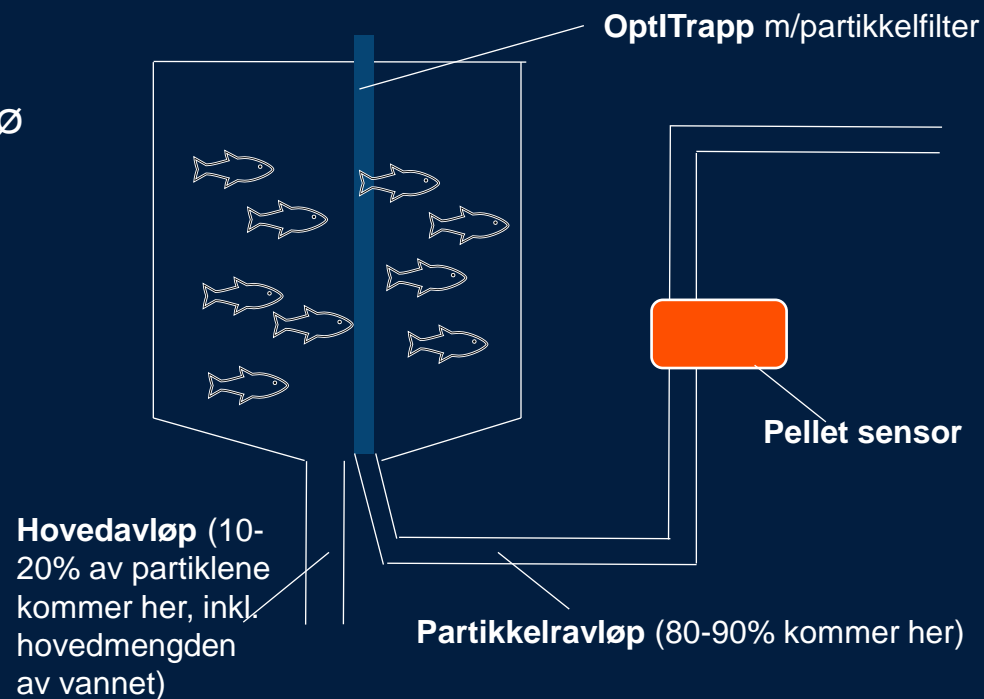 OptITrapp m/partikkelfilter
Ø
Pellet sensor
Hovedavløp (10-
20% av partiklene
kommer her, inkl.
hovedmengden
av vannet)
Partikkelravløp (80-90% kommer her)